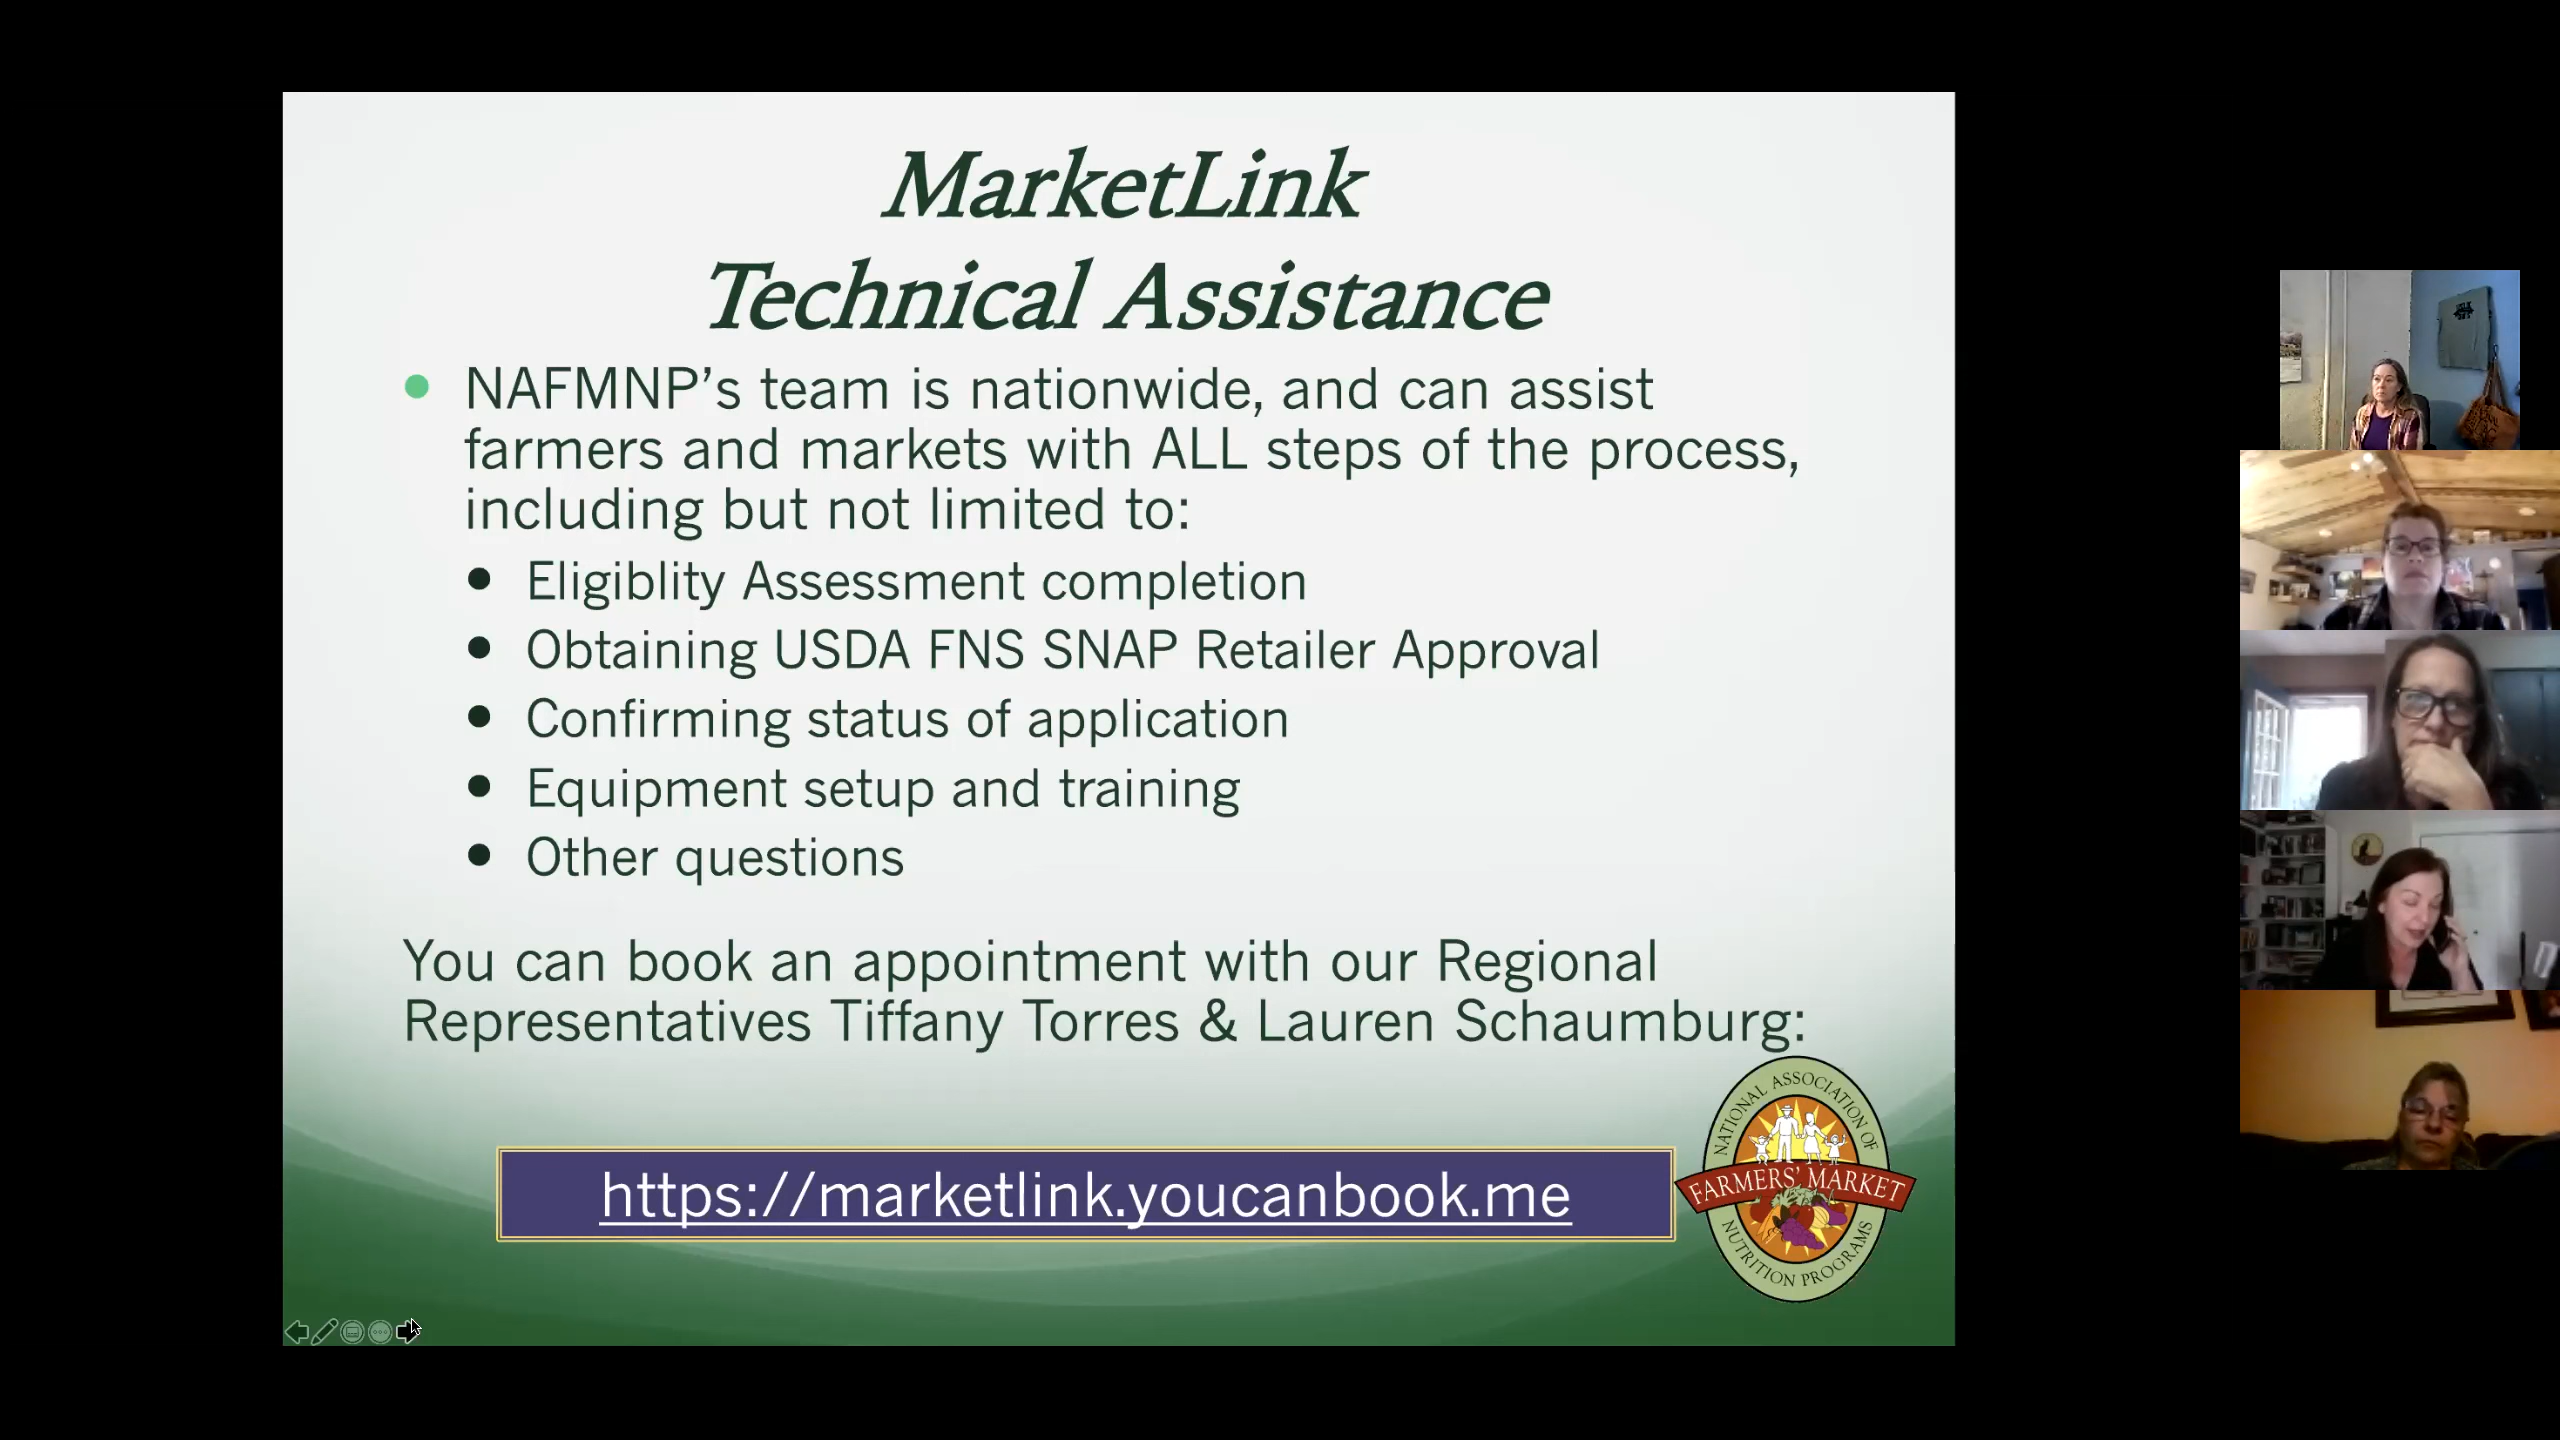 MarketLink
Technical Assistance
NAFMNP's team is nationwide, and can assist
farmers and markets with ALL steps of the process,
including but not limited to:
Eligiblity Assessment completion
Obtaining USDA FNS SNAP Retailer Approval
Confirming status of application
Equipment setup and training
Other questions
You can book an appointment with our Regional
Representatives Tiffany Torres & Lauren Schaumburg:
https://marketlink.youcanbook.me
NATIONAL ASSOCIATION OF
FARMERS' MARKET
NUTRITION PROGRAMS